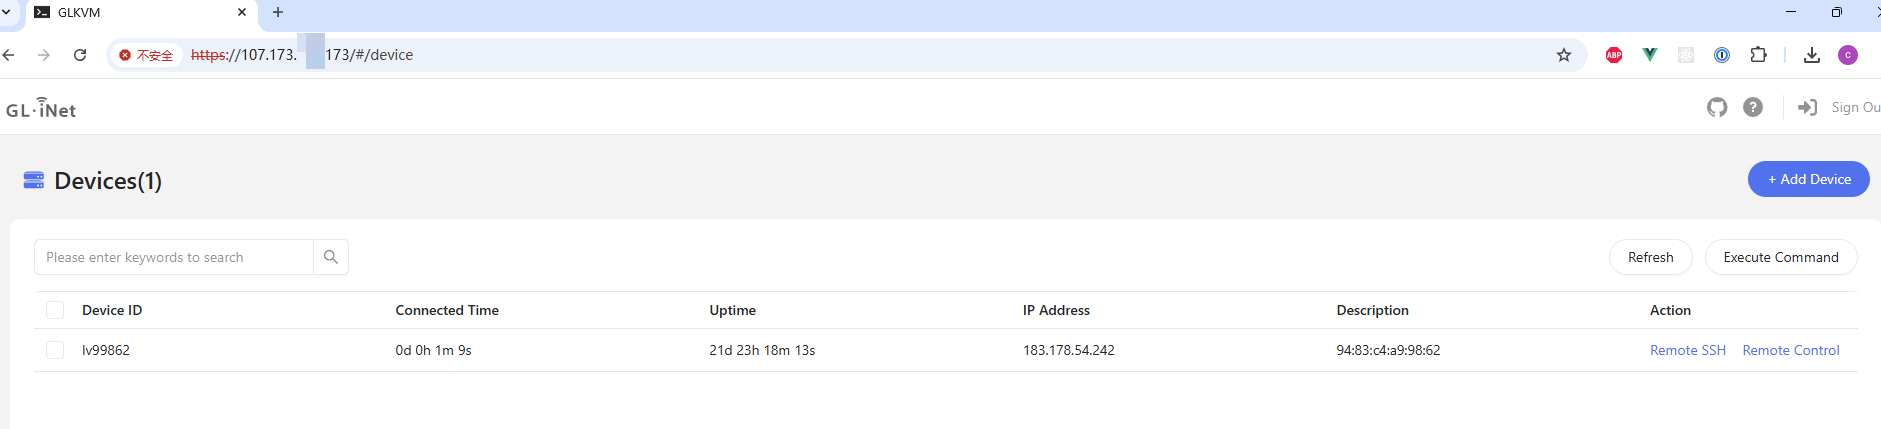 GLKVM
不安全 https://107.173. 173/#/device
GL·iNet
Sign Ou
Devices(1)
+ Add Device
Please enter keywords to search
Refresh
Execute Command
Device ID Connected Time Uptime IP Address Description Action
lv99862 0d 0h 1m 9s 21d 23h 18m 13s 183.178.54.242 94:83:c4:a9:98:62 Remote SSH Remote Control